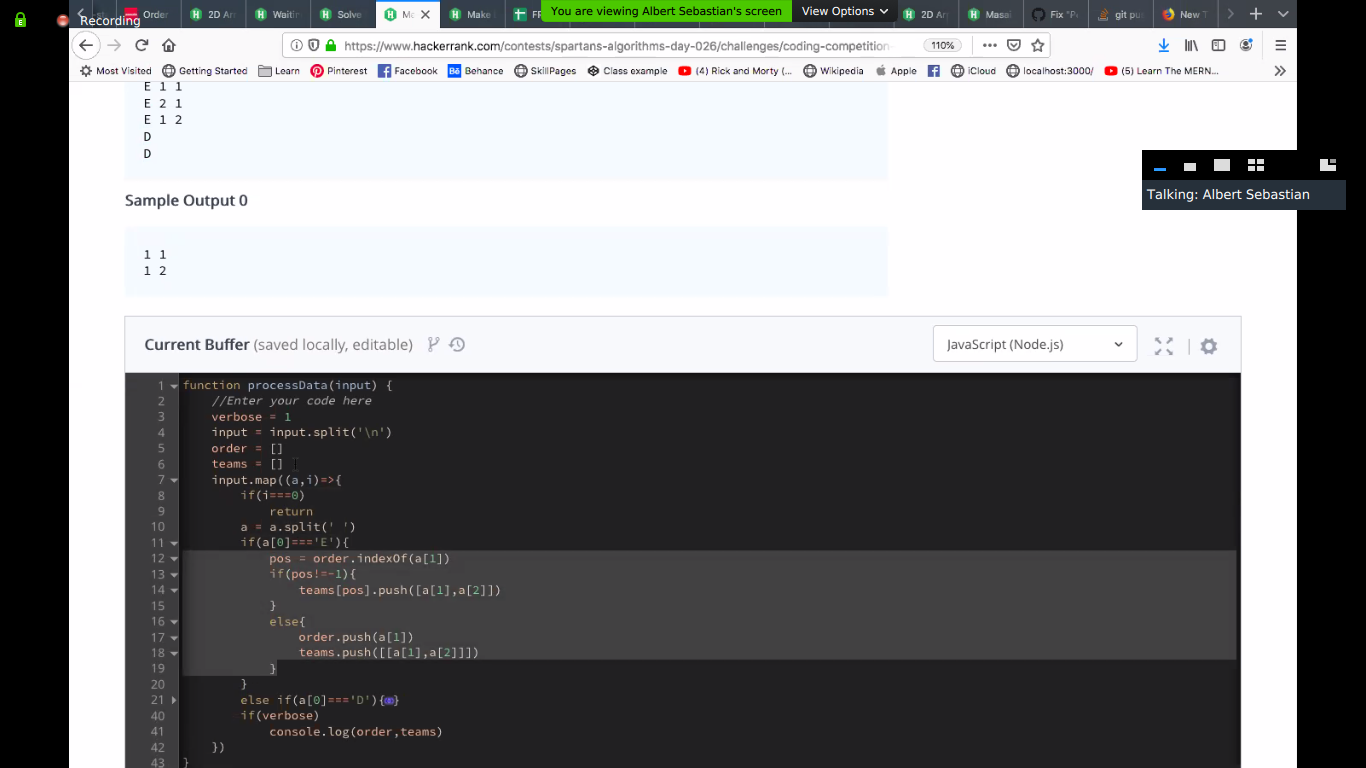 Recording
Order
2D Ar
Waitin
Solve
Mo
Make
FF
You are viewing Albert Sebastian's screen
View Options
2D Ar
Masai
Fix "P
git pu
New T
https://www.hackerrank.com/contests/spartans-algorithms-day-026/challenges/coding-competition-
110%
Most Visited
Getting Started
Learn
Pinterest
Facebook
Behance
SkillPages
Class example
(4) Rick and Morty (...
Wikipedia
Apple
iCloud
localhost:3000/
(5) Learn The MERN...
E 1 1
E 2 1
E 1 2
D
D
Talking: Albert Sebastian
Sample Output 0
1 1
1 2
Current Buffer (saved locally, editable)
JavaScript (Node.js)
1 function processData(input) {
2 //Enter your code here
3 verbose = 1
4 input = input.split('\n')
5 order = []
6 teams = []
7 input.map((a,i)=>{
8 if(i===0)
9 return
10 a = a.split(' ')
11 if(a[0]==='E'){
12 pos = order.indexOf(a[1])
13 if(pos!=-1){
14 teams[pos].push([a[1],a[2]])
15 }
16 else{
17 order.push(a[1])
18 teams.push([[a[1],a[2]]])
19 }
20 }
21 else if(a[0]==='D'){}
40 if(verbose)
41 console.log(order,teams)
42 })
43 }